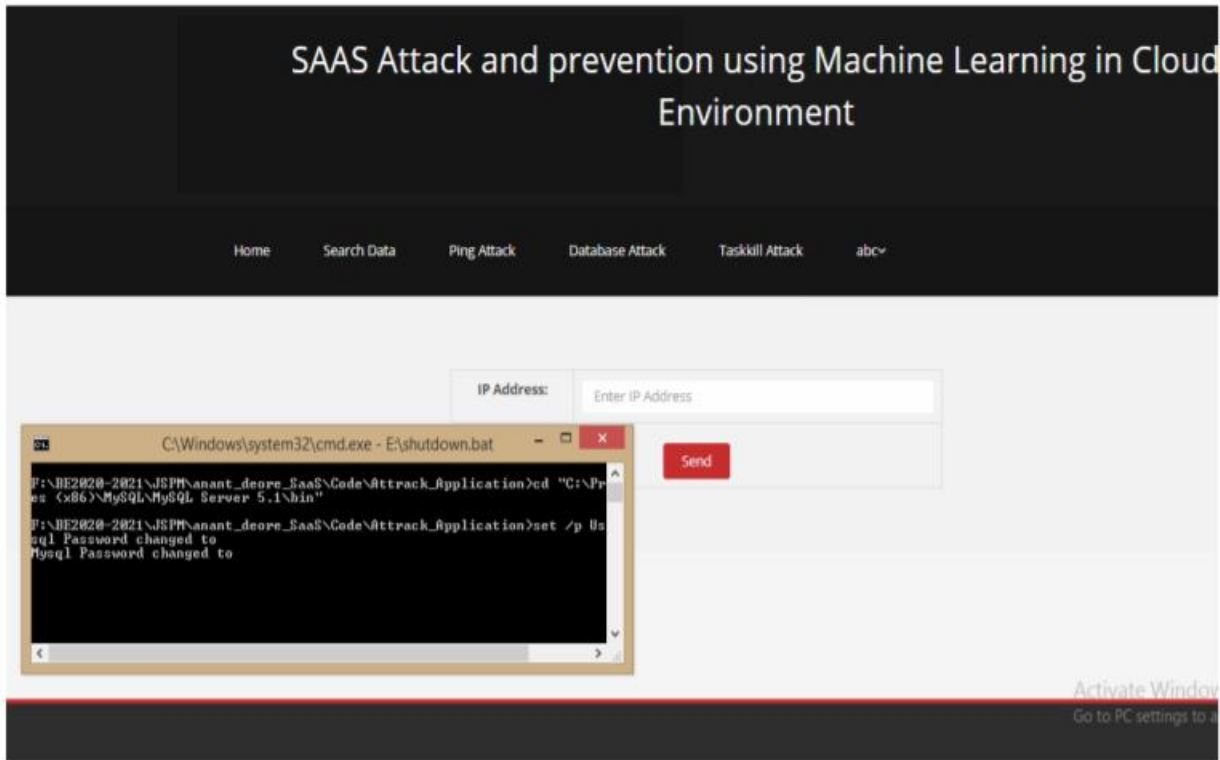 SAAS Attack and prevention using Machine Learning in Cloud
Environment
Home Search Data Ping Attack Database Attack Taskkill Attack abc
IP Address: Enter IP Address
Send
C:\Windows\system32\cmd.exe - E:\shutdown.bat
F:\BE2020-2021\JSPM\anant_deore_SaaS\Code\Attrack_Application>cd "C:\Pr
es (x86)\MySQL\MySQL Server 5.1\bin"
F:\BE2020-2021\JSPM\anant_deore_SaaS\Code\Attrack_Application>set /p Us
sql Password changed to
Mysql Password changed to
Activate Window
Go to PC settings to a